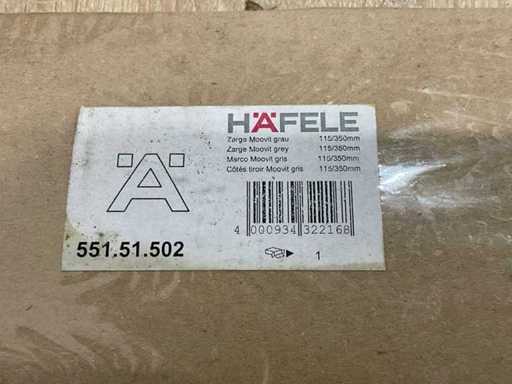 HÄFELE
Zarge Moovit grau 115/350mm
Zarge Moovit grey 115/350mm
Marco Moovit gris 115/350mm
Côtés tiroir Moovit gris 115/350mm
Ä
4 000934 322168
551.51.502
1